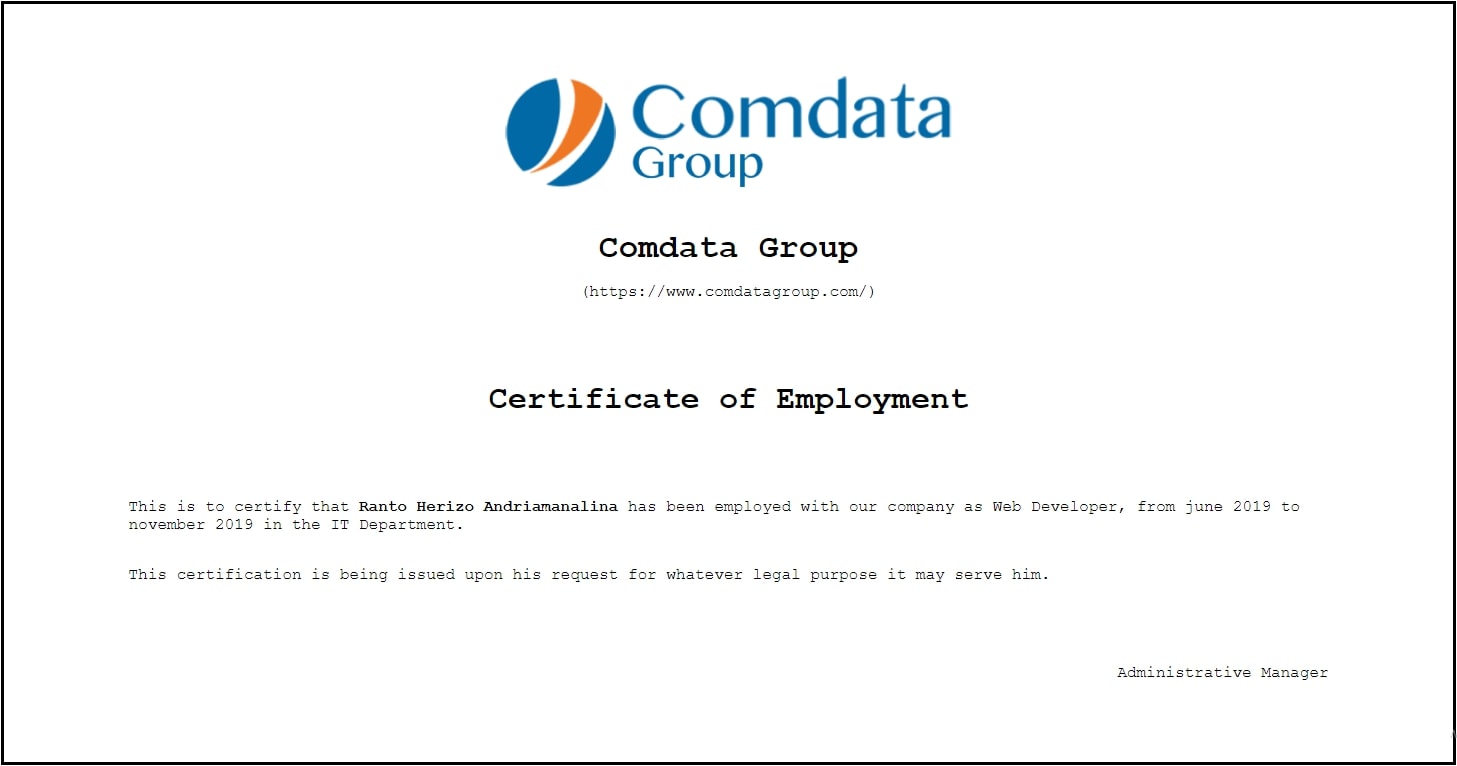 Comdata
Group
Comdata Group
(https://www.comdatagroup.com/)
Certificate of Employment
This is to certify that Ranto Herizo Andriamanalina has been employed with our company as Web Developer, from june 2019 to
november 2019 in the IT Department.
This certification is being issued upon his request for whatever legal purpose it may serve him.
Administrative Manager